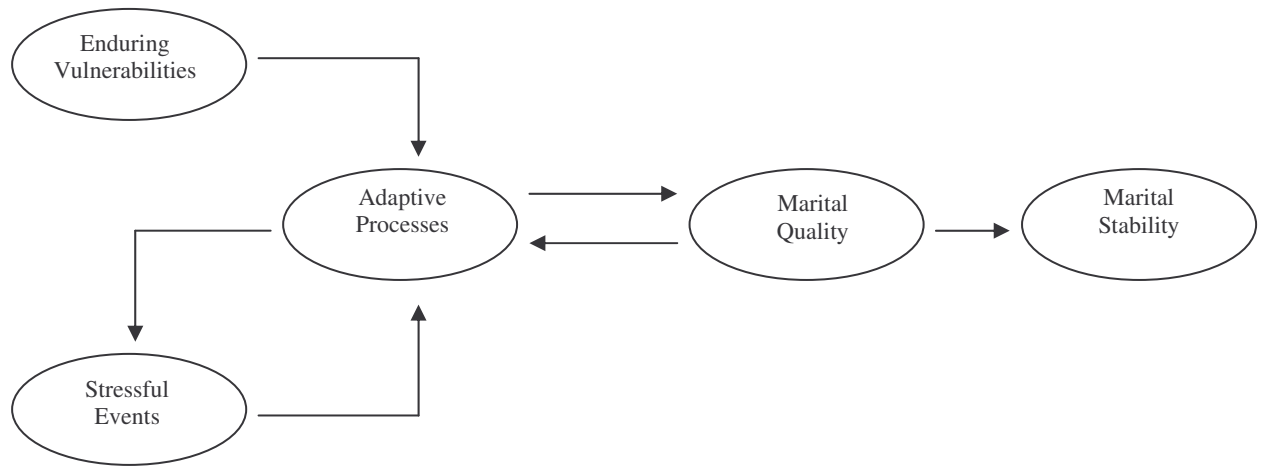 Enduring
Vulnerabilities
Adaptive
Processes
Marital
Quality
Marital
Stability
Stressful
Events